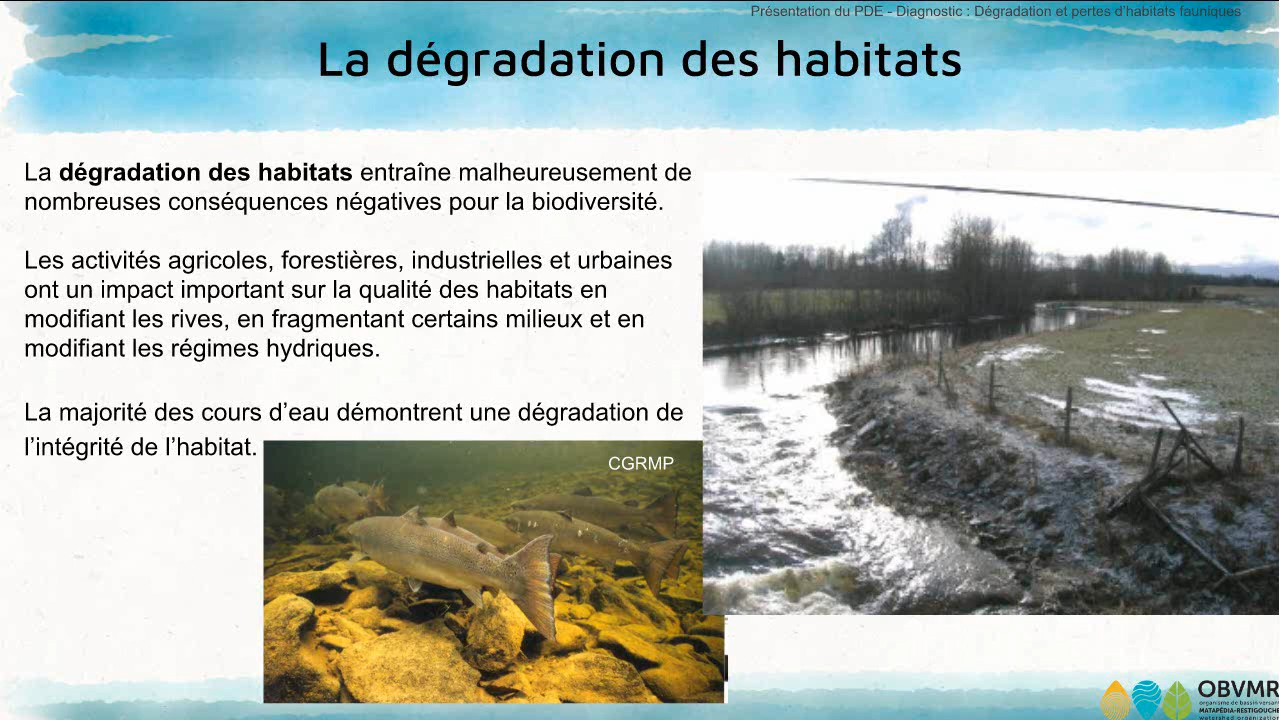 Présentation du PDE - Diagnostic : Dégradation et pertes d'habitats fauniques
La dégradation des habitats
La dégradation des habitats entraîne malheureusement de
nombreuses conséquences négatives pour la biodiversité.
Les activités agricoles, forestières, industrielles et urbaines
ont un impact important sur la qualité des habitats en
modifiant les rives, en fragmentant certains milieux et en
modifiant les régimes hydriques.
La majorité des cours d’eau démontrent une dégradation de
l’intégrité de l’habitat.
CGRMP
OBVMR
organisme de bassin versant
MATAPÉDIA-RESTIGOUCHE
watershed organization